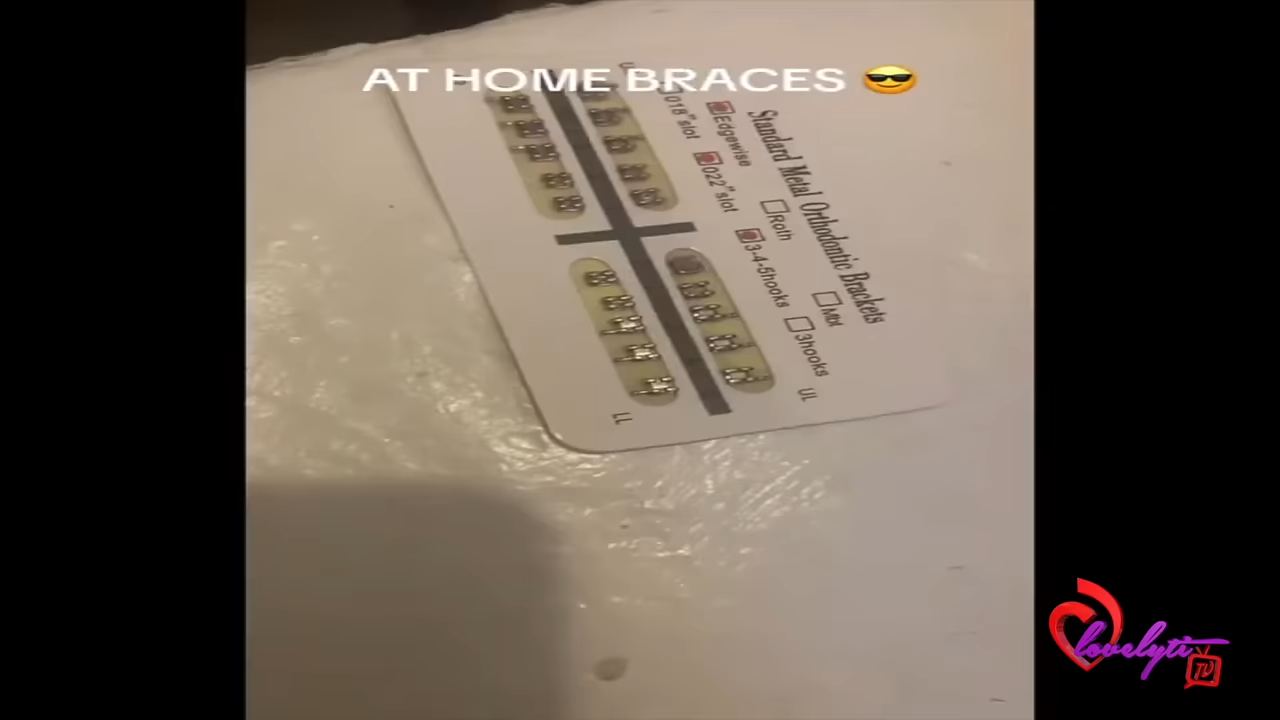 AT HOME BRACES 😎
Standard Metal Orthodontic Brackets
Edgewise
Roth
Mbt
018"slot
022"slot
3-4-5hooks
3hooks
UL
LL
lovelyti
TV